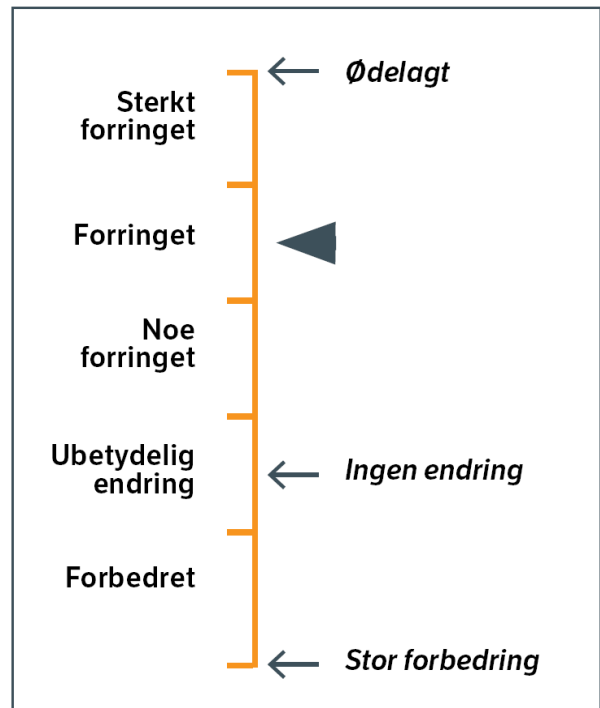 Ødelagt
Sterkt
forringet
Forringet
Noe
forringet
Ubetydelig
endring
Ingen endring
Forbedret
Stor forbedring